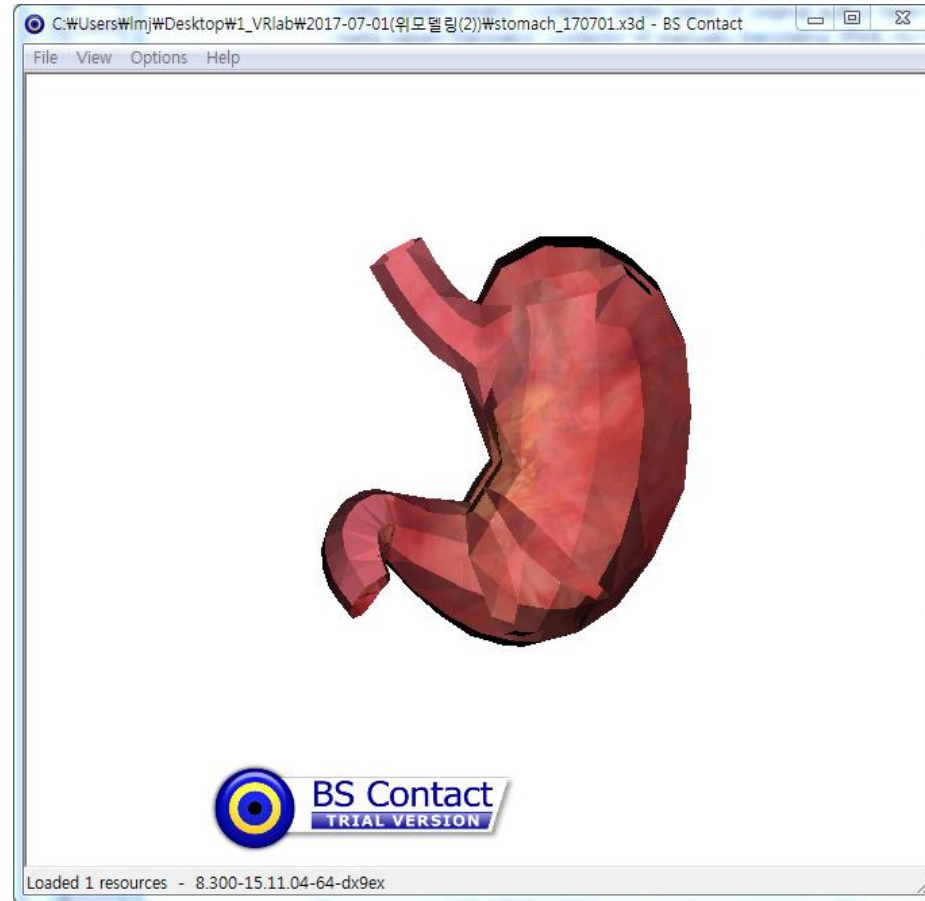 C:₩Users₩lmj₩Desktop₩1_VRlab₩2017-07-01(위모델링(2))₩stomach_170701.x3d - BS Contact
File View Options Help
BS Contact
TRIAL VERSION
Loaded 1 resources - 8.300-15.11.04-64-dx9ex